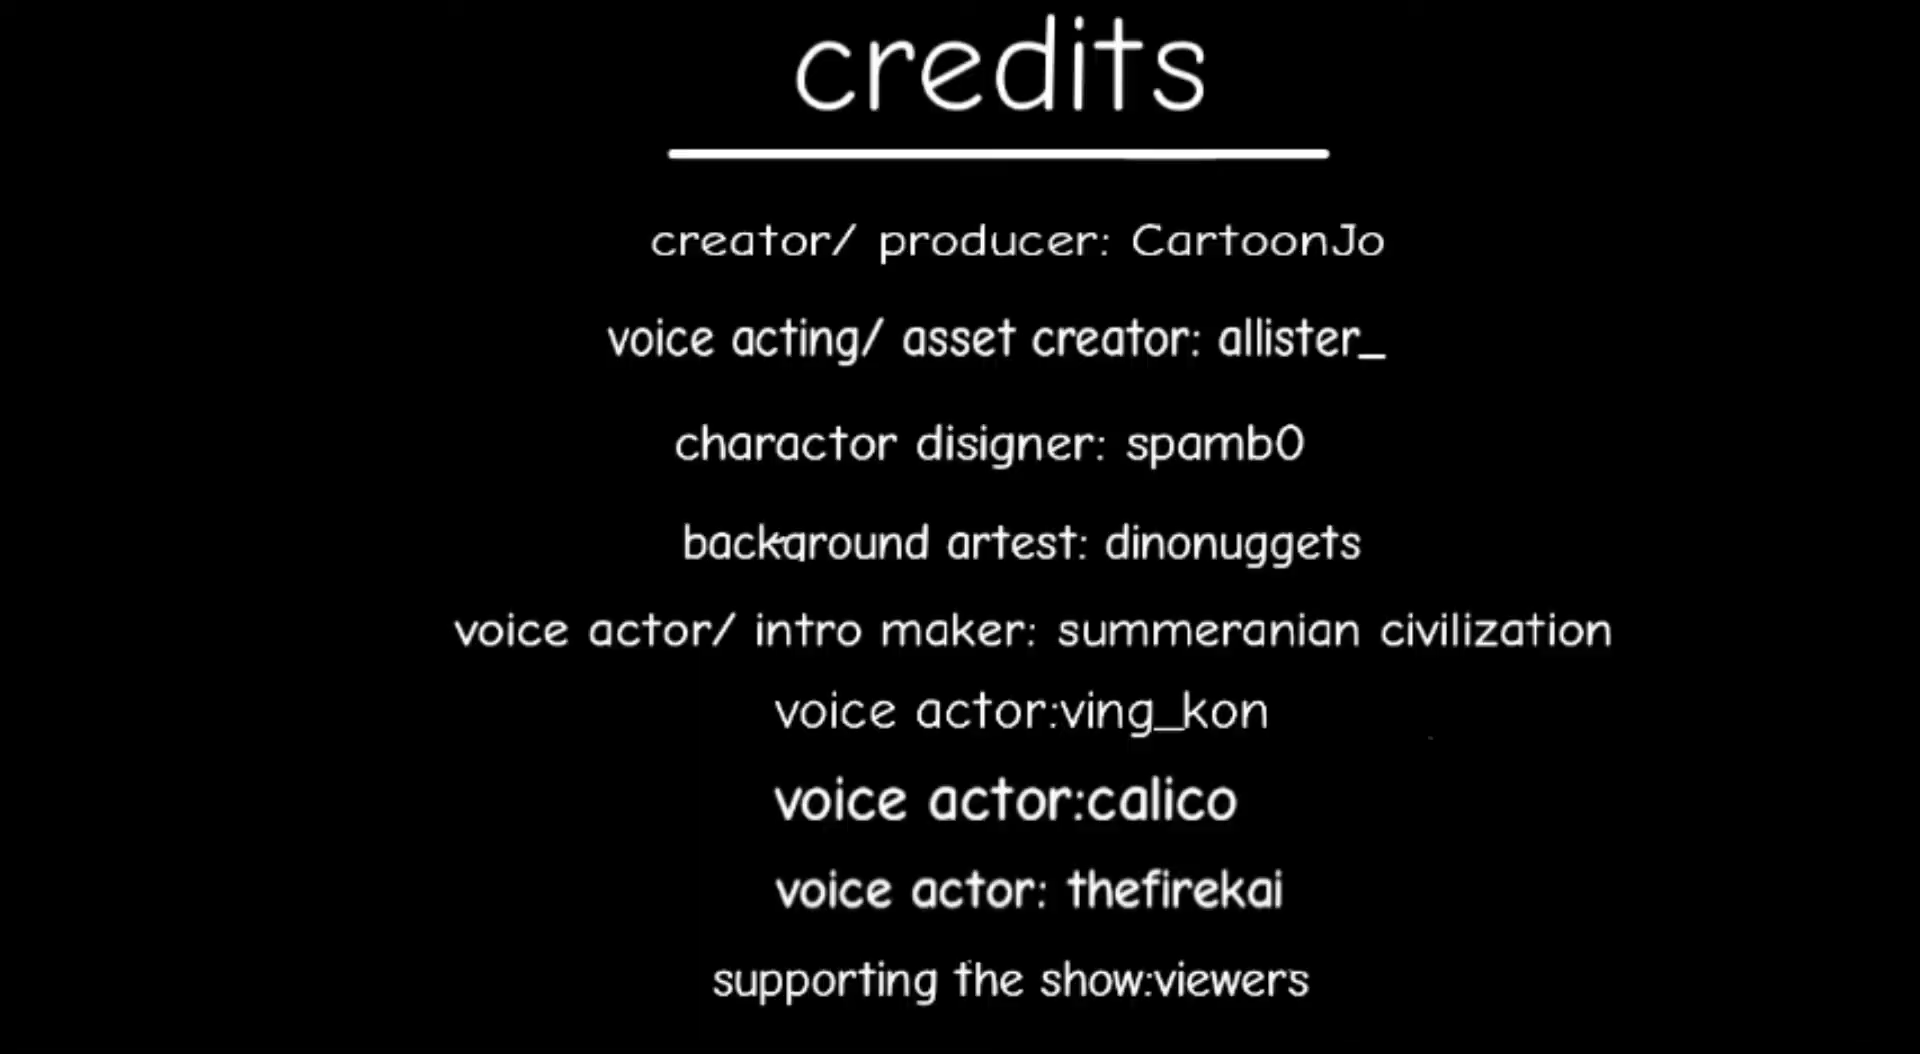 credits
creator/ producer: CartoonJo
voice acting/ asset creator: allister_
charactor disigner: spamb0
background artest: dinonuggets
voice actor/ intro maker: summeranian civilization
voice actor:ving_kon
voice actor:calico
voice actor: thefirekai
supporting the show:viewers